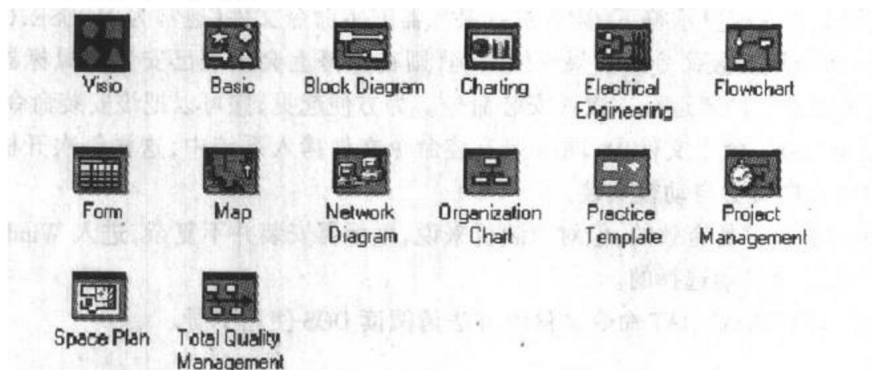 Visio
Basic
Block Diagram
Charting
Electrical
Engineering
Flowchart
Form
Map
Network
Diagram
Organization
Chart
Practice
Template
Project
Management
Space Plan
Total Quality
Management